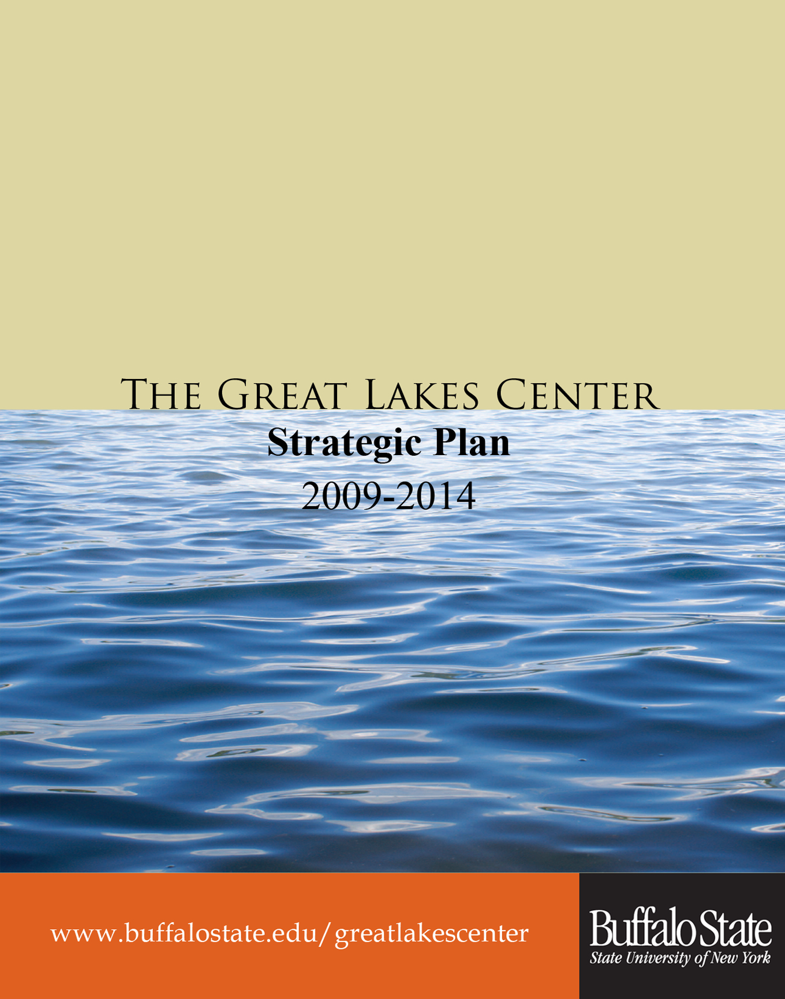 The Great Lakes Center
Strategic Plan
2009-2014
www.buffalostate.edu/greatlakescenter
Buffalo State
State University of New York